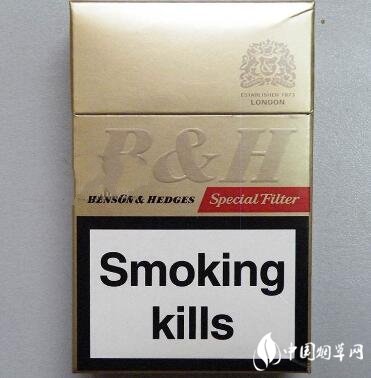 ESTABLISHED 1873
LONDON
B&H
BENSON & HEDGES Special Filter
Smoking
kills
中国烟草网